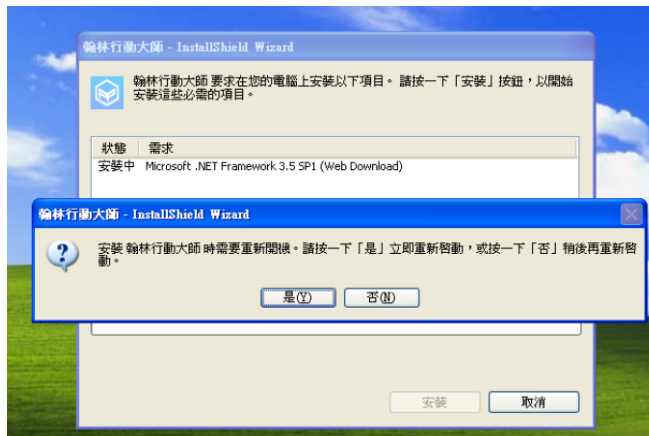 翰林行動大師 - InstallShield Wizard
翰林行動大師 要求在您的電腦上安裝以下項目。 請按一下「安裝」按鈕，以開始
安裝這些必需的項目。
狀態 需求
安裝中 Microsoft .NET Framework 3.5 SP1 (Web Download)
翰林行動大師 - InstallShield Wizard
安裝 翰林行動大師 時需要重新開機。請按一下「是」立即重新啟動，或按一下「否」稍後再重新啟
動。
是(Y) 否(N)
安裝 取消